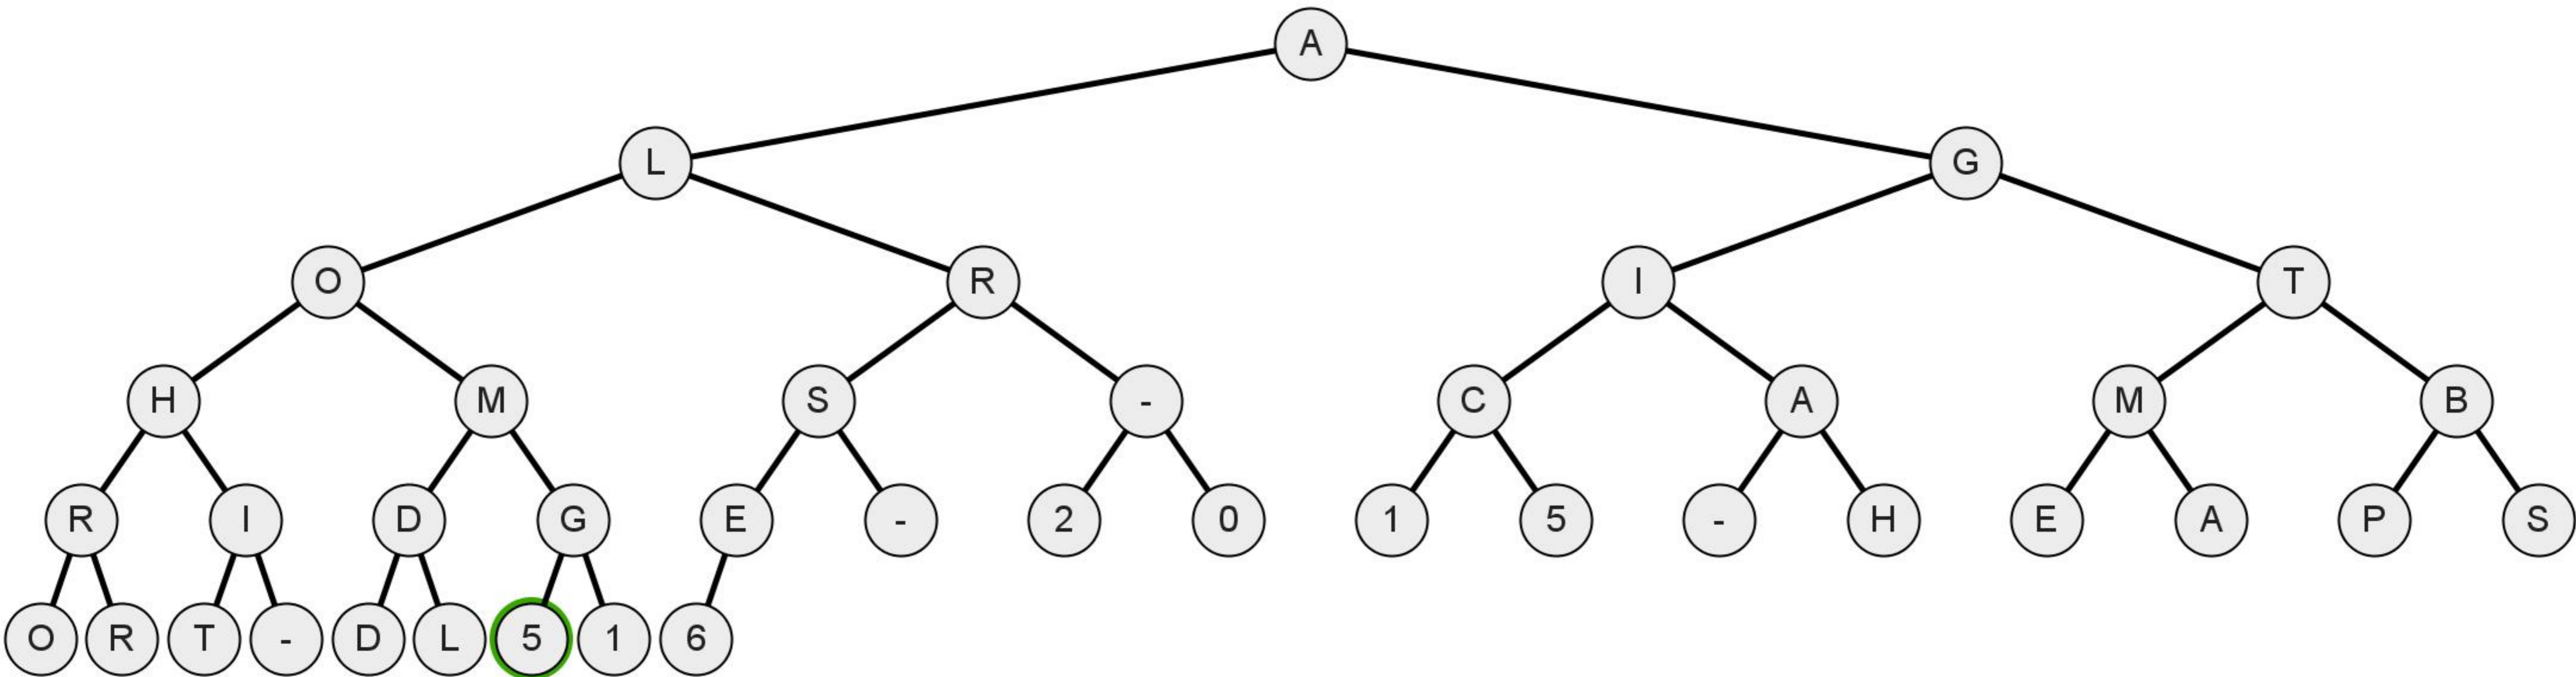 A
L G
O R I T
H M S - C A M B
R I D G E - 2 0 1 5 - H E A P S
O R T - D L 5 1 6